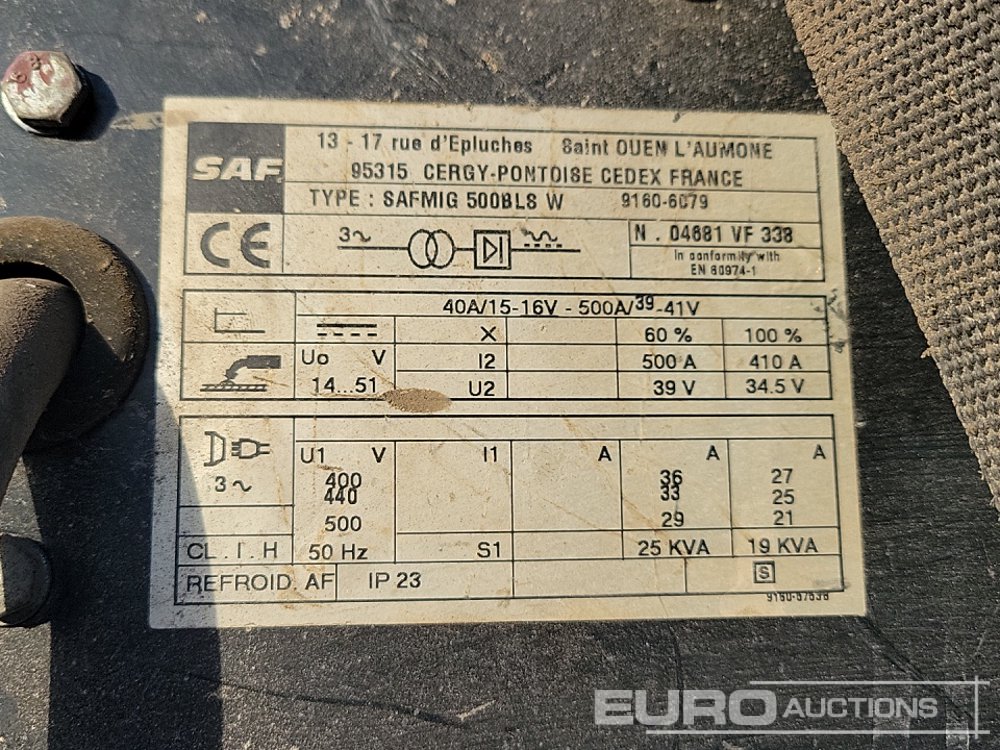 SAF
13 - 17 rue d'Epluches Saint OUEN L'AUMONE
95315 CERGY-PONTOISE CEDEX FRANCE
TYPE : SAFMIG 500BLS W 9160-6079
CE
3~
N . 04681 VF 338
In conformity with
EN 60974-1
40A/15-16V - 500A/39-41V
X 60 % 100 %
Uo V I2 500 A 410 A
14...51 U2 39 V 34.5 V
U1 V I1 A A A
3~
400 36 27
440 33 25
500 29 21
CL . I . H 50 Hz S1 25 KVA 19 KVA
REFROID AF IP 23 S
EURO AUCTIONS